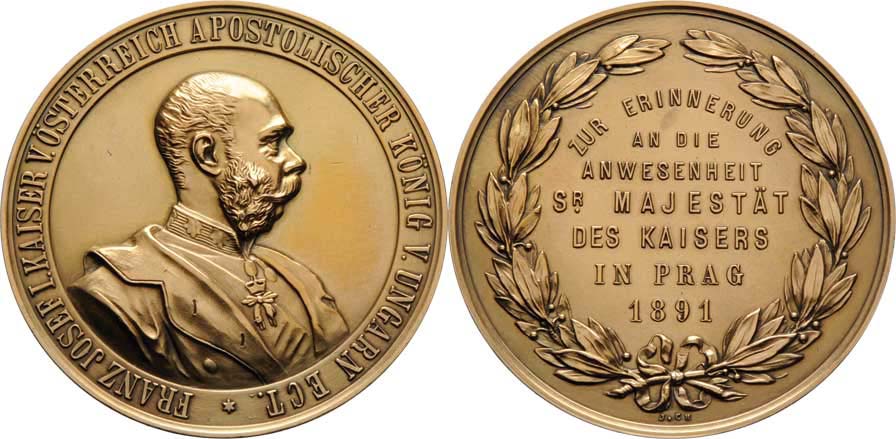 FRANZ JOSEF I. KAISER V. ÖSTERREICH APOSTOLISCHER KÖNIG V. UNGARN ECT.
ZUR ERINNERUNG
AN DIE
ANWESENHEIT
SR. MAJESTÄT
DES KAISERS
IN PRAG
1891